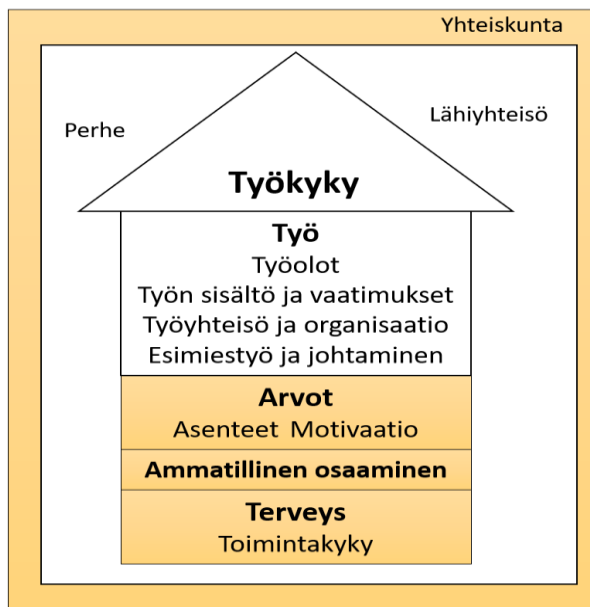 Yhteiskunta
Lähiyhteisö
Perhe
Työkyky
Työ
Työolot
Työn sisältö ja vaatimukset
Työyhteisö ja organisaatio
Esimiestyö ja johtaminen
Arvot
Asenteet Motivaatio
Ammatillinen osaaminen
Terveys
Toimintakyky